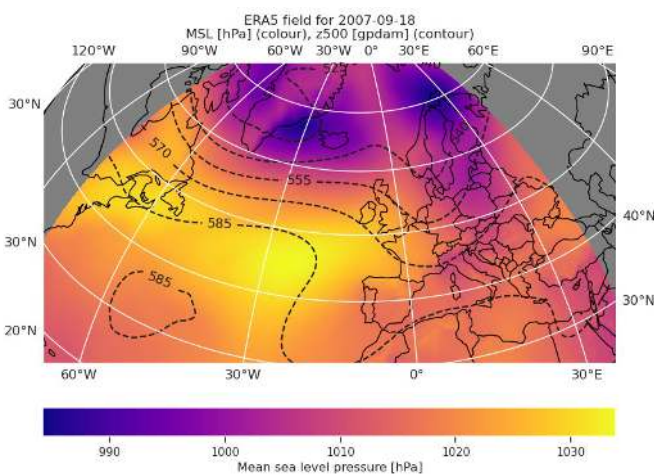 ERA5 field for 2007-09-18
MSL [hPa] (colour), z500 [gpdam] (contour)
120°W 90°W 60°W 30°W 0° 30°E 60°E 90°E
525
30°N
570
555
585
40°N
30°N
585
30°N
20°N
60°W 30°W 0° 30°E
990 1000 1010 1020 1030
Mean sea level pressure [hPa]